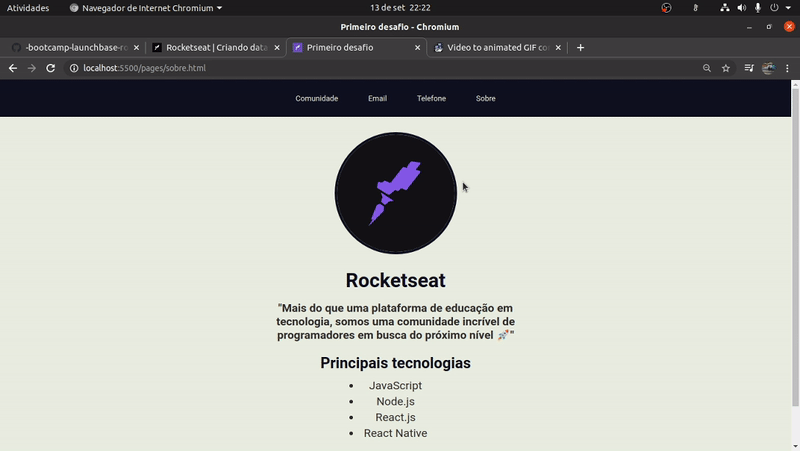 Atividades
Navegador de Internet Chromium
13 de set 22:22
Primeiro desafio - Chromium
-bootcamp-launchbase-ro
Rocketseat | Criando data
Primeiro desafio
Video to animated GIF co
localhost:5500/pages/sobre.html
Comunidade
Email
Telefone
Sobre
Rocketseat
"Mais do que uma plataforma de educação em
tecnologia, somos uma comunidade incrível de
programadores em busca do próximo nível 🚀"
Principais tecnologias
• JavaScript
• Node.js
• React.js
• React Native